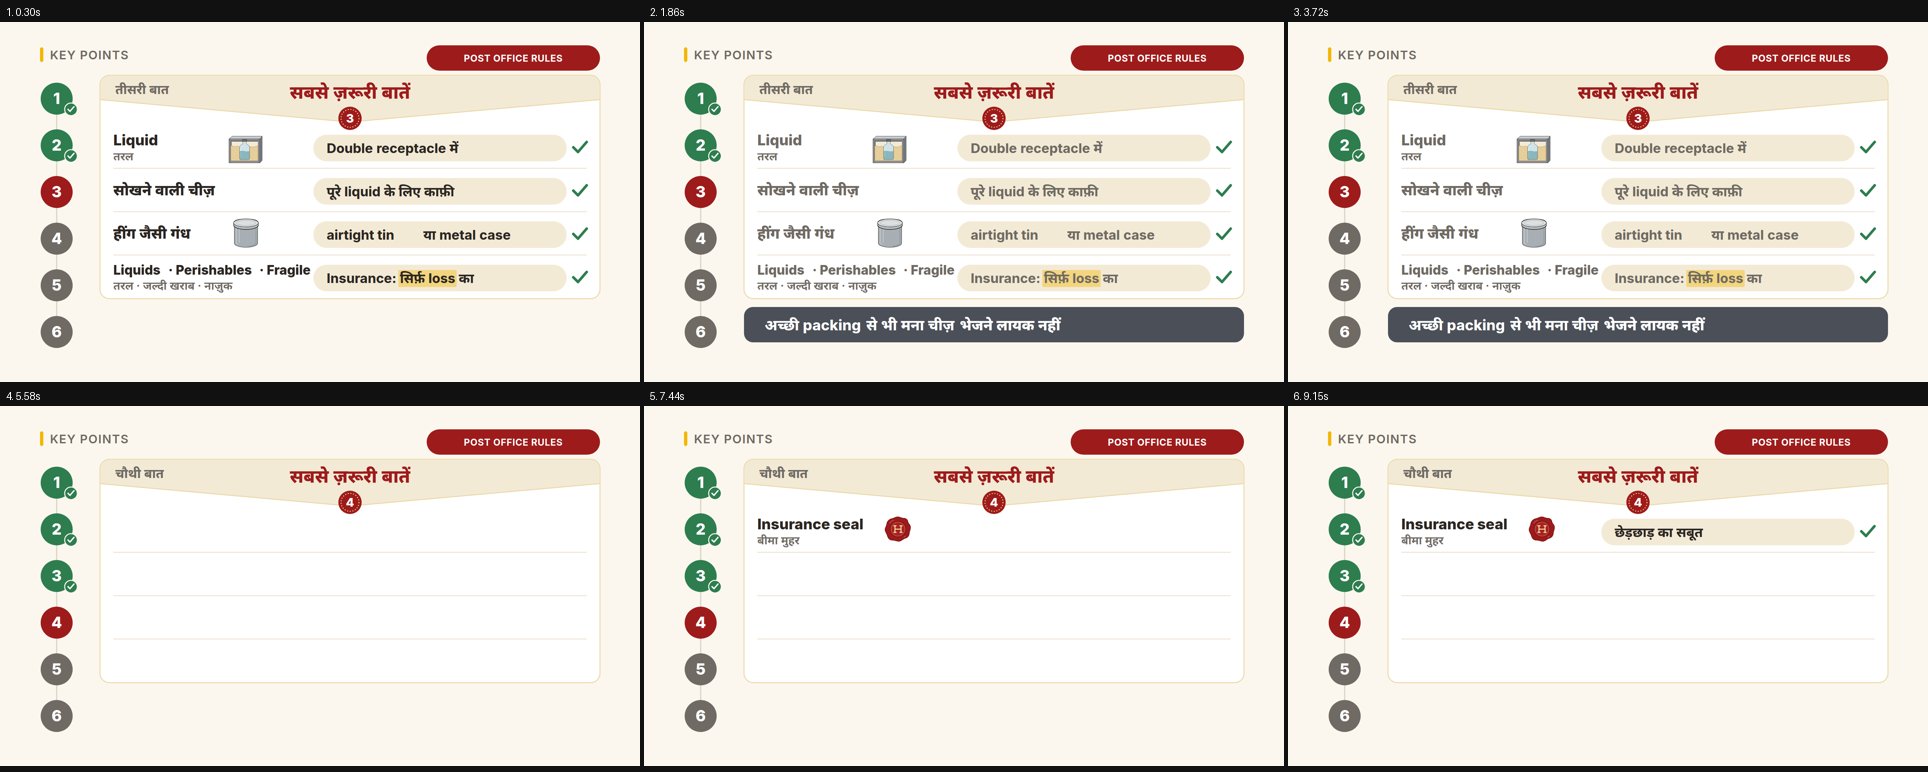 1. 0.30s
KEY POINTS
POST OFFICE RULES
तीसरी बात
सबसे ज़रूरी बातें
3
1
2
3
4
5
6
Liquid
तरल
Double receptacle में
सोखने वाली चीज़
पूरे liquid के लिए काफ़ी
हींग जैसी गंध
airtight tin या metal case
Liquids · Perishables · Fragile
तरल · जल्दी खराब · नाज़ुक
Insurance: सिर्फ़ loss का
2. 1.86s
KEY POINTS
POST OFFICE RULES
तीसरी बात
सबसे ज़रूरी बातें
3
1
2
3
4
5
6
Liquid
तरल
Double receptacle में
सोखने वाली चीज़
पूरे liquid के लिए काफ़ी
हींग जैसी गंध
airtight tin या metal case
Liquids · Perishables · Fragile
तरल · जल्दी खराब · नाज़ुक
Insurance: सिर्फ़ loss का
अच्छी packing से भी मना चीज़ भेजने लायक नहीं
3. 3.72s
KEY POINTS
POST OFFICE RULES
तीसरी बात
सबसे ज़रूरी बातें
3
1
2
3
4
5
6
Liquid
तरल
Double receptacle में
सोखने वाली चीज़
पूरे liquid के लिए काफ़ी
हींग जैसी गंध
airtight tin या metal case
Liquids · Perishables · Fragile
तरल · जल्दी खराब · नाज़ुक
Insurance: सिर्फ़ loss का
अच्छी packing से भी मना चीज़ भेजने लायक नहीं
4. 5.58s
KEY POINTS
POST OFFICE RULES
चौथी बात
सबसे ज़रूरी बातें
4
1
2
3
4
5
6
5. 7.44s
KEY POINTS
POST OFFICE RULES
चौथी बात
सबसे ज़रूरी बातें
4
1
2
3
4
5
6
Insurance seal
बीमा मुहर
H
6. 9.15s
KEY POINTS
POST OFFICE RULES
चौथी बात
सबसे ज़रूरी बातें
4
1
2
3
4
5
6
Insurance seal
बीमा मुहर
H
छेड़छाड़ का सबूत